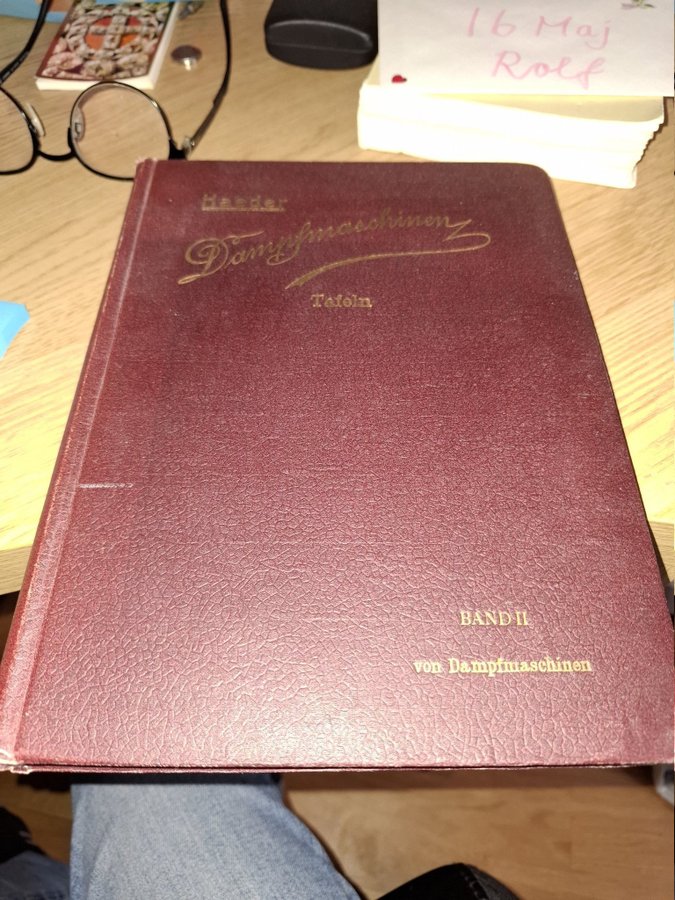 16 Maj
Rolf
Haeder
Dampfmaschinen
Tafeln
BAND II
von Dampfmaschinen